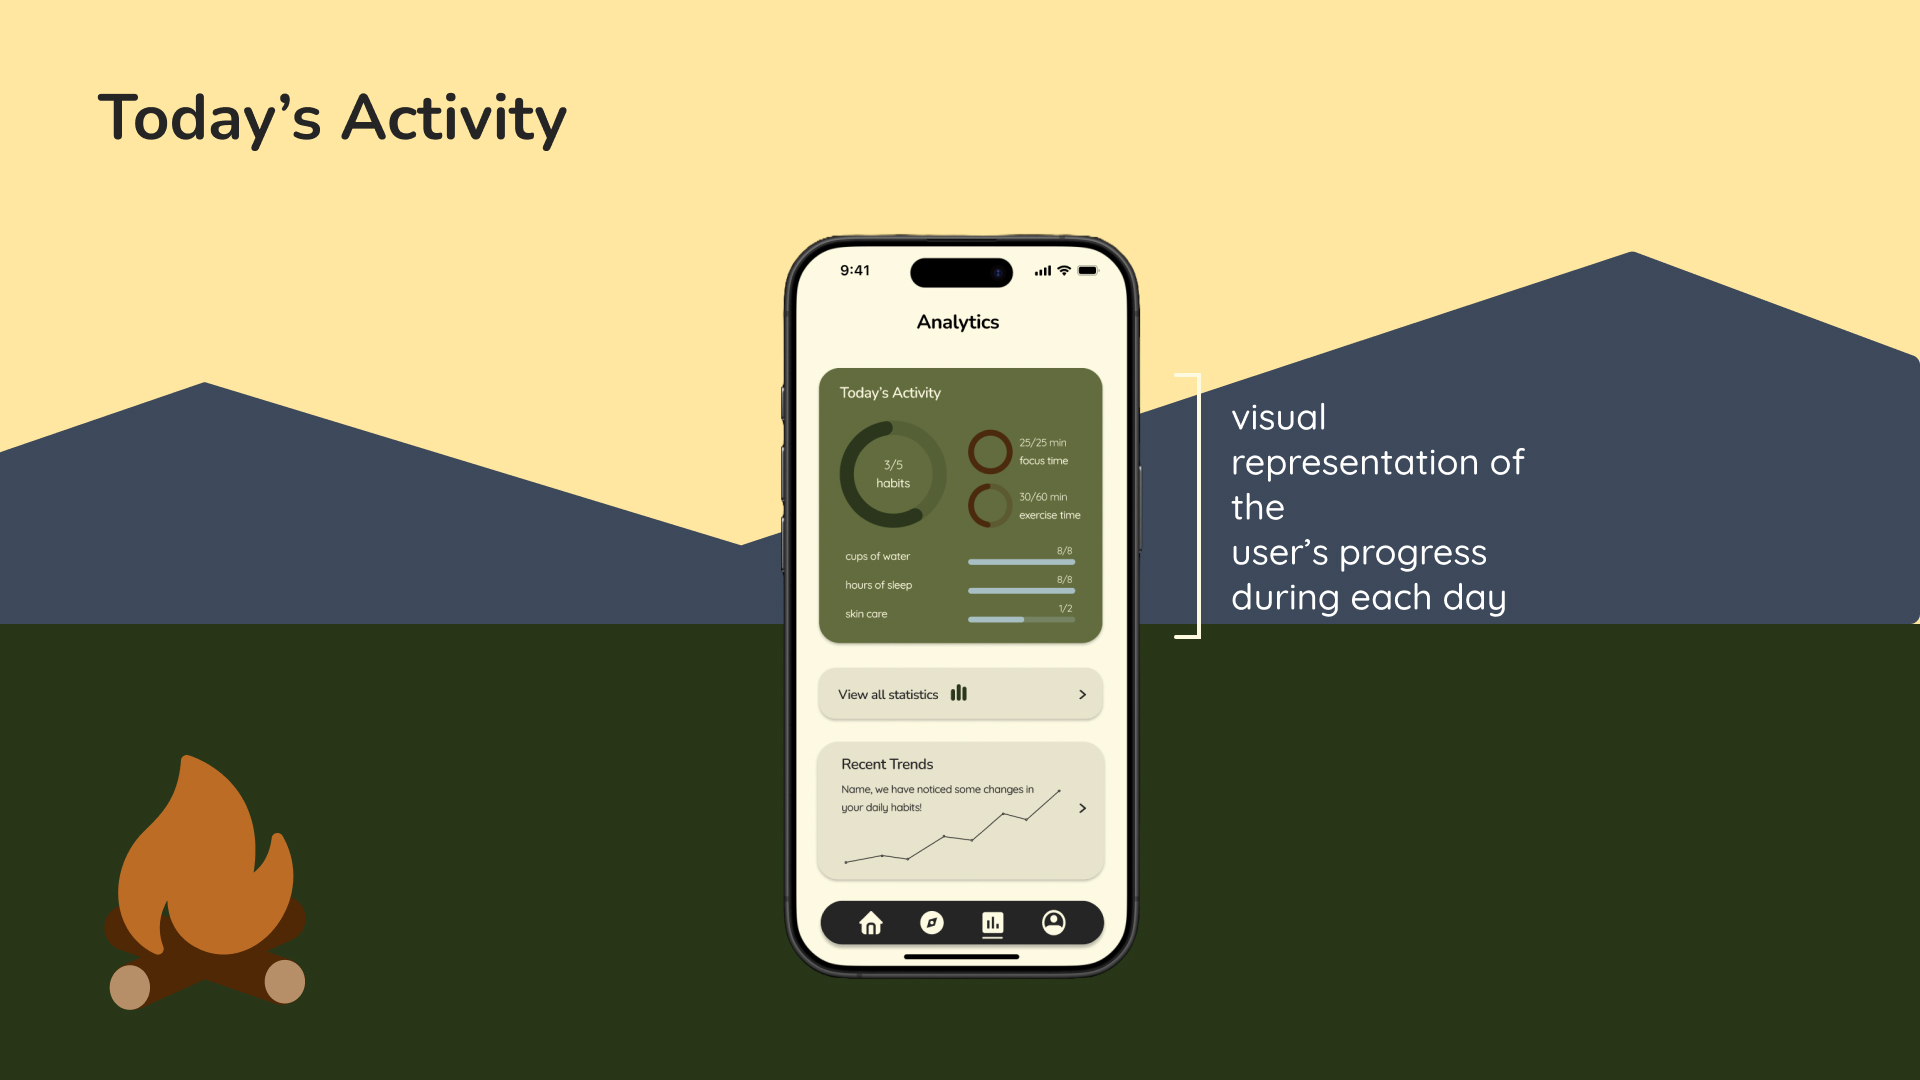 Today’s Activity
9:41
Analytics
Today’s Activity
3/5
habits
25/25 min
focus time
30/60 min
exercise time
cups of water
8/8
hours of sleep
8/8
skin care
1/2
View all statistics
Recent Trends
Name, we have noticed some changes in
your daily habits!
visual
representation of
the
user’s progress
during each day